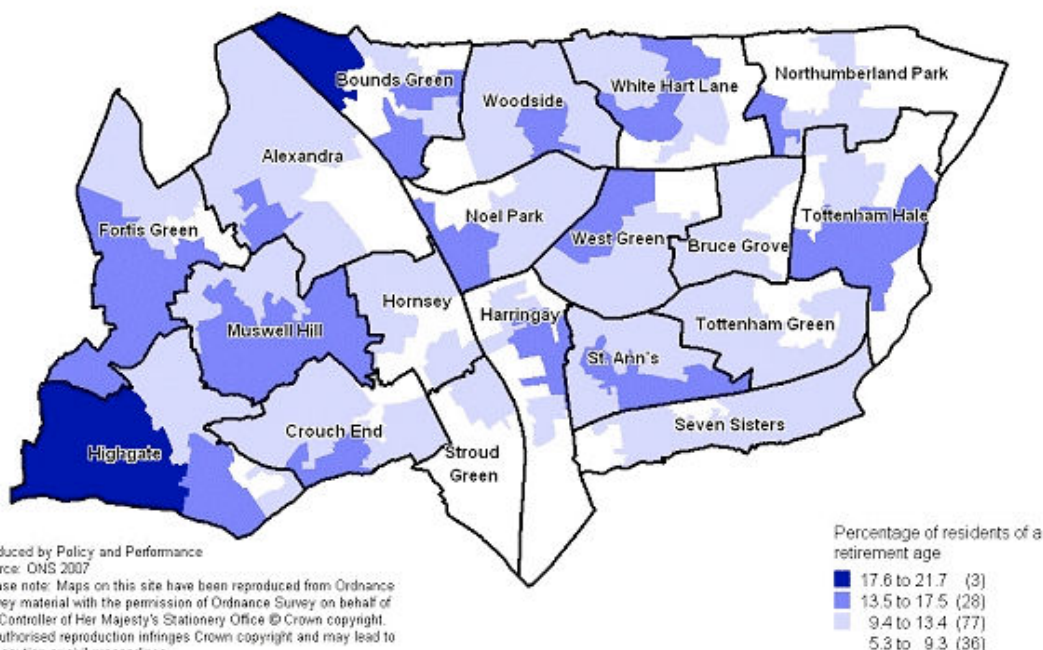 Bounds Green
White Hart Lane
Northumberland Park
Woodside
Alexandra
Noel Park
Tottenham Hale
Fortis Green
West Green
Bruce Grove
Hornsey
Harringay
Tottenham Green
Muswell Hill
St. Ann's
Seven Sisters
Crouch End
Highgate
Stroud
Green
duced by Policy and Performance
rce: ONS 2007
ase note: Maps on this site have been reproduced from Ordnance
vey material with the permission of Ordnance Survey on behalf of
Controller of Her Majesty's Stationery Office © Crown copyright.
uthorised reproduction infringes Crown copyright and may lead to
Percentage of residents of a
retirement age
17.6 to 21.7 (3)
13.5 to 17.5 (28)
9.4 to 13.4 (77)
5.3 to 9.3 (36)